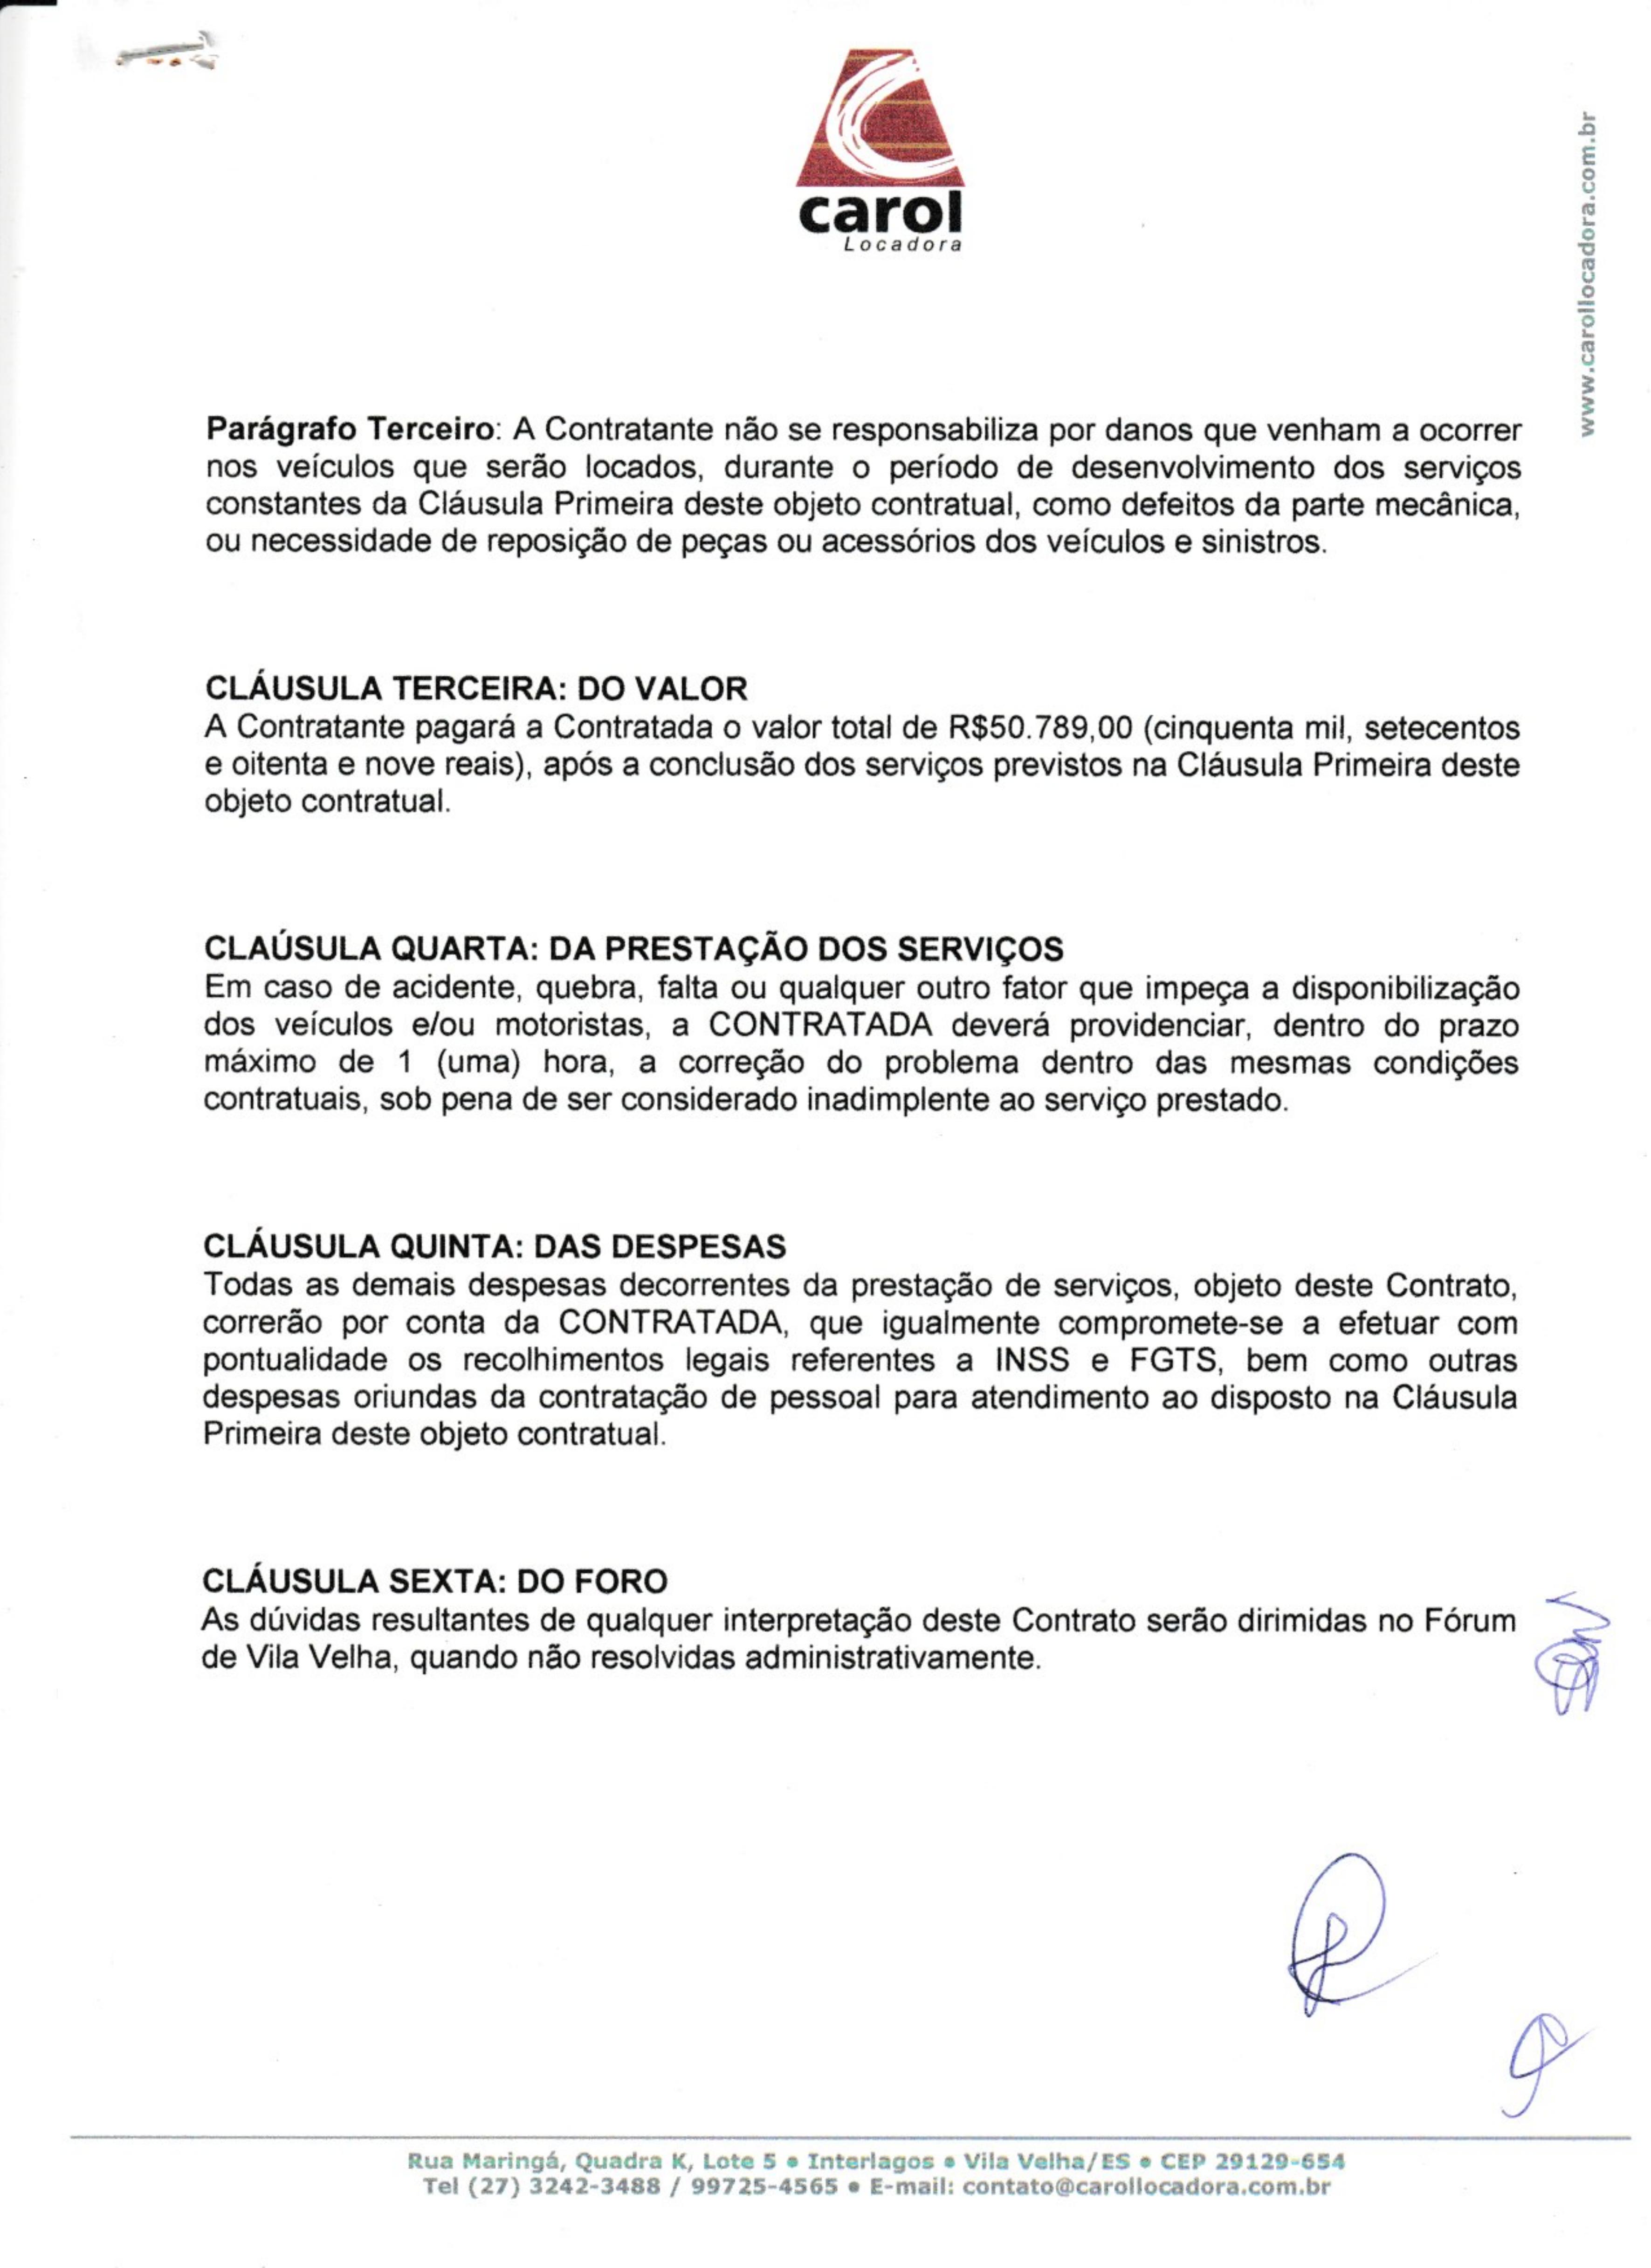 carol
Locadora
www.carollocadora.com.br
Parágrafo Terceiro: A Contratante não se responsabiliza por danos que venham a ocorrer
nos veículos que serão locados, durante o período de desenvolvimento dos serviços
constantes da Cláusula Primeira deste objeto contratual, como defeitos da parte mecânica,
ou necessidade de reposição de peças ou acessórios dos veículos e sinistros.
CLÁUSULA TERCEIRA: DO VALOR
A Contratante pagará a Contratada o valor total de R$50.789,00 (cinquenta mil, setecentos
e oitenta e nove reais), após a conclusão dos serviços previstos na Cláusula Primeira deste
objeto contratual.
CLAÚSULA QUARTA: DA PRESTAÇÃO DOS SERVIÇOS
Em caso de acidente, quebra, falta ou qualquer outro fator que impeça a disponibilização
dos veículos e/ou motoristas, a CONTRATADA deverá providenciar, dentro do prazo
máximo de 1 (uma) hora, a correção do problema dentro das mesmas condições
contratuais, sob pena de ser considerado inadimplente ao serviço prestado.
CLÁUSULA QUINTA: DAS DESPESAS
Todas as demais despesas decorrentes da prestação de serviços, objeto deste Contrato,
correrão por conta da CONTRATADA, que igualmente compromete-se a efetuar com
pontualidade os recolhimentos legais referentes a INSS e FGTS, bem como outras
despesas oriundas da contratação de pessoal para atendimento ao disposto na Cláusula
Primeira deste objeto contratual.
CLÁUSULA SEXTA: DO FORO
As dúvidas resultantes de qualquer interpretação deste Contrato serão dirimidas no Fórum
de Vila Velha, quando não resolvidas administrativamente.
Rua Maringá, Quadra K, Lote 5 • Interlagos • Vila Velha/ES • CEP 29129-654
Tel (27) 3242-3488 / 99725-4565 • E-mail: contato@carollocadora.com.br